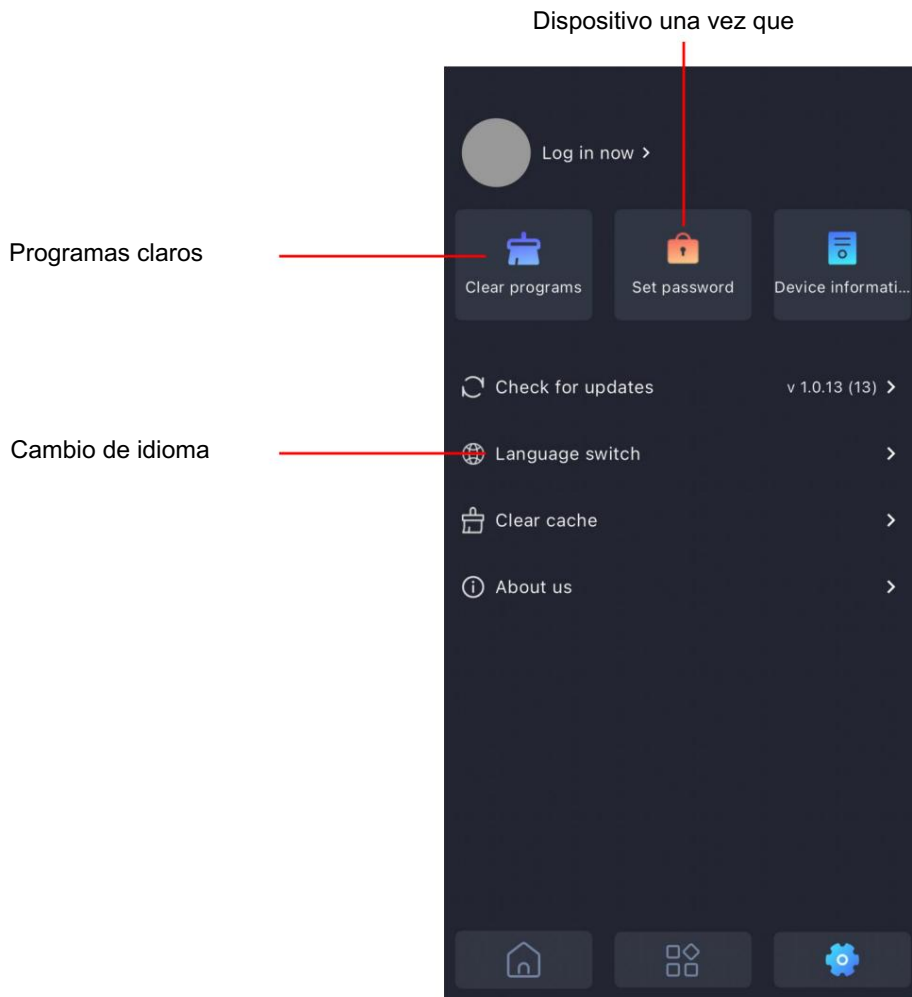 Dispositivo una vez que
Log in now >
Programas claros
Clear programs
Set password
Device informati...
Check for updates
v 1.0.13 (13) >
Cambio de idioma
Language switch >
Clear cache >
About us >